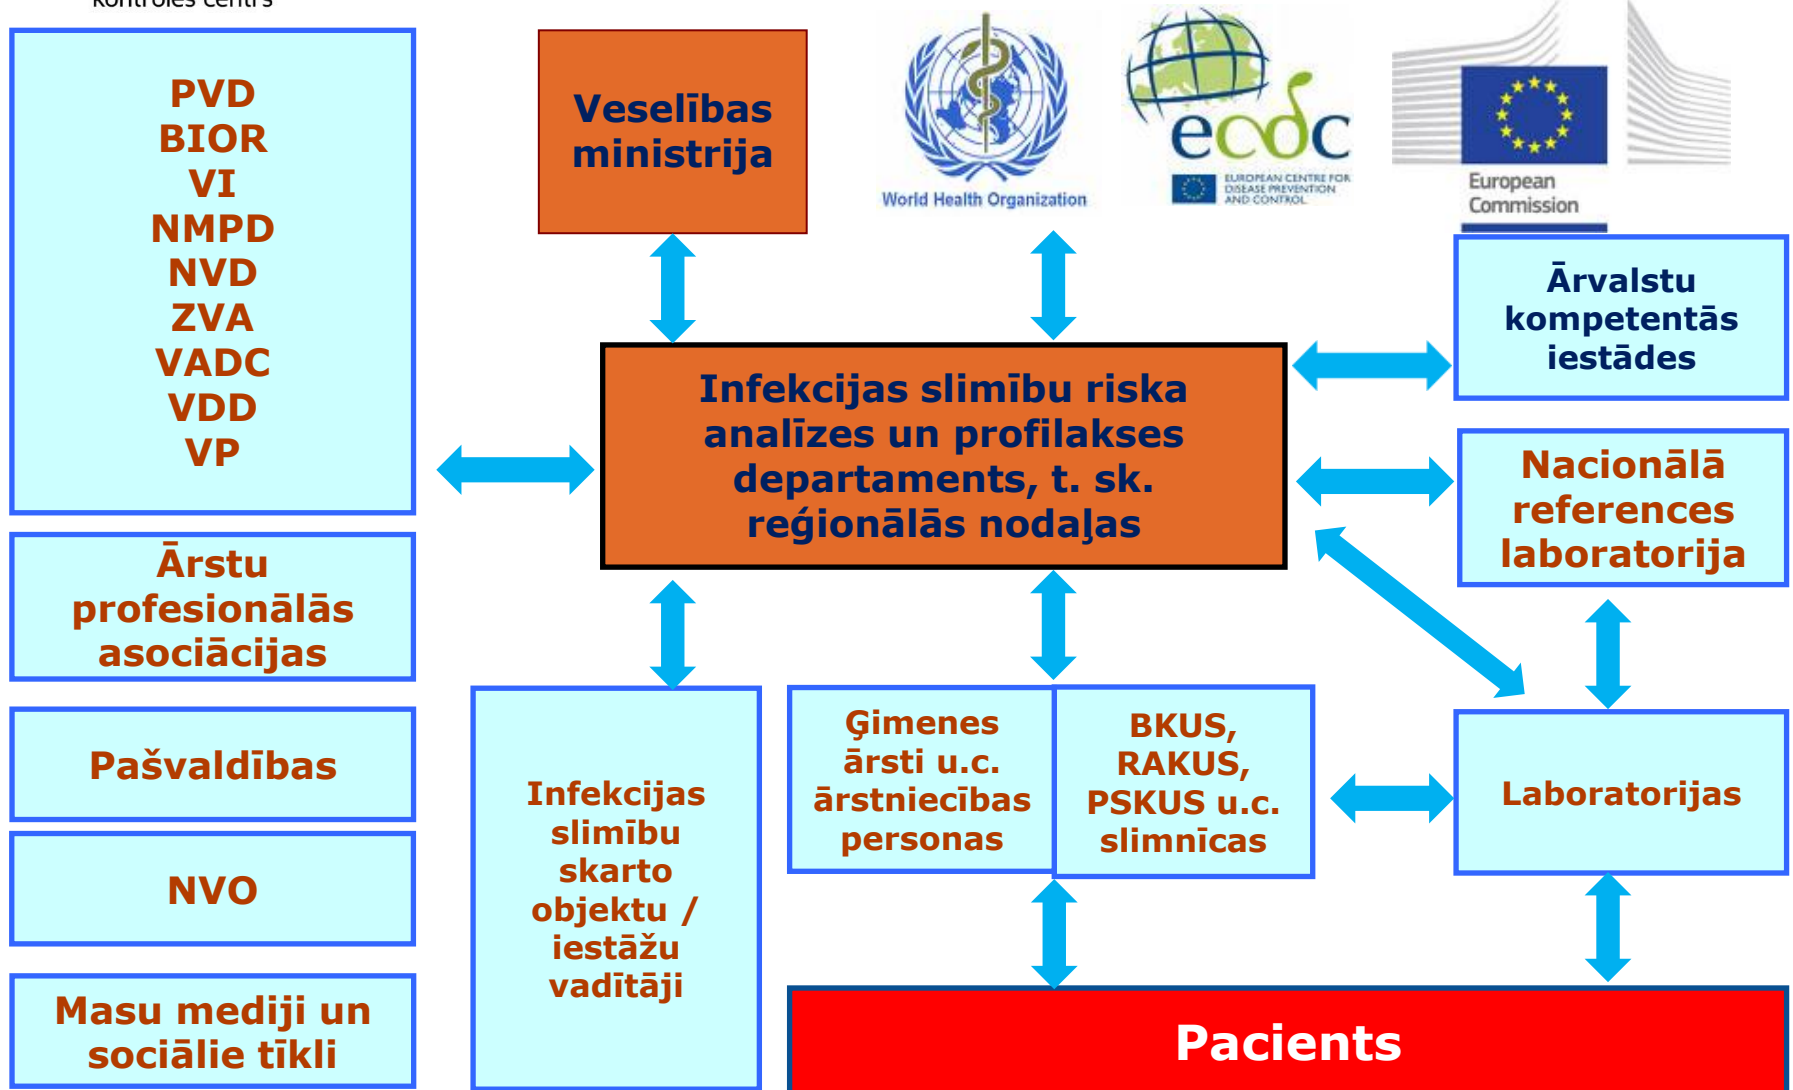 kontroles centrs
PVD
BIOR
VI
NMPD
NVD
ZVA
VADC
VDD
VP
Ārstu
profesionālās
asociācijas
Pašvaldības
NVO
Masu mediji un
sociālie tīkli
Veselības
ministrija
World Health Organization
ecdc
EUROPEAN CENTRE FOR
DISEASE PREVENTION
AND CONTROL
European
Commission
Ārvalstu
kompetentās
iestādes
Infekcijas slimību riska
analīzes un profilakses
departaments, t. sk.
reģionālās nodaļas
Nacionālā
references
laboratorija
Infekcijas
slimību
skarto
objektu /
iestāžu
vadītāji
Ģimenes
ārsti u.c.
ārstniecības
personas
BKUS,
RAKUS,
PSKUS u.c.
slimnīcas
Laboratorijas
Pacients